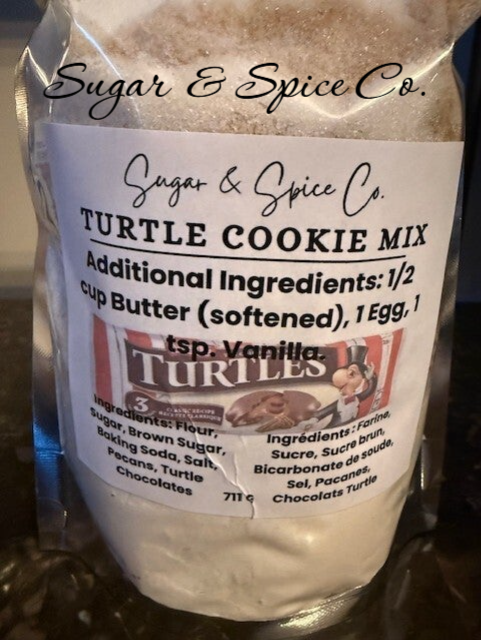 Sugar & Spice Co.
Sugar & Spice Co.
TURTLE COOKIE MIX
Additional Ingredients: 1/2
cup Butter (softened), 1 Egg, 1
tsp. Vanilla.
TURTLES
3
Ingredients: Flour,
Sugar, Brown Sugar,
Baking Soda, Salt,
Pecans, Turtle
Chocolates
711 g
Ingrédients : Farine,
Sucre, Sucre brun,
Bicarbonate de soude,
Sel, Pacanes,
Chocolats Turtle